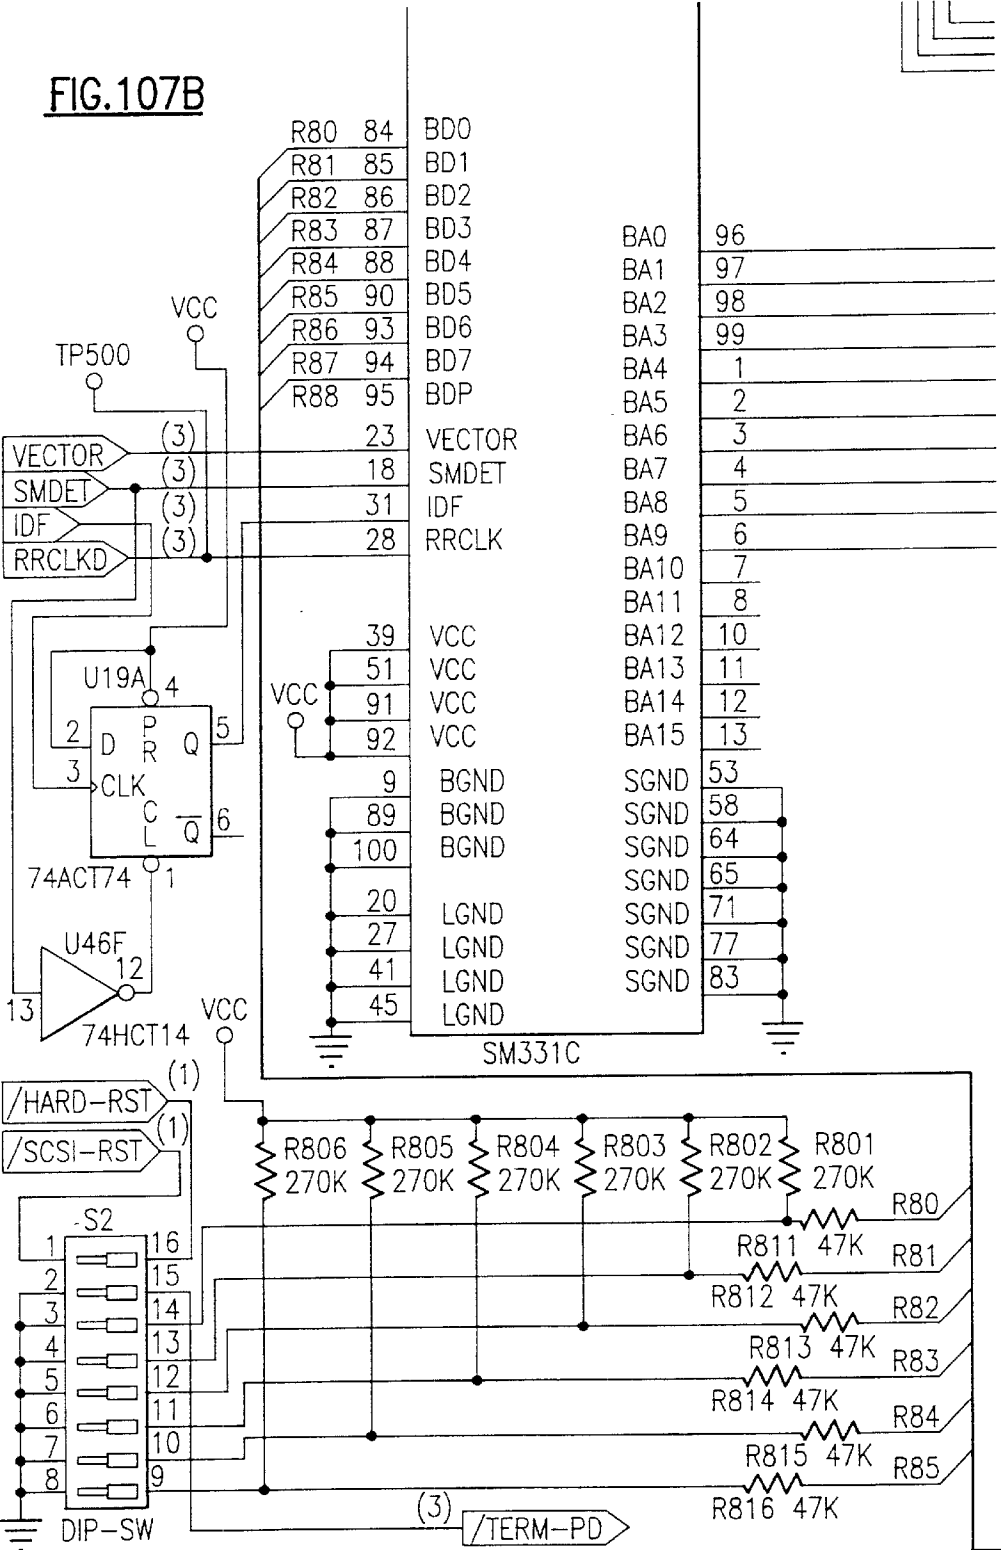 FIG.107B
R80 84 BD0
R81 85 BD1
R82 86 BD2
R83 87 BD3
R84 88 BD4
R85 90 BD5
R86 93 BD6
R87 94 BD7
R88 95 BDP
BA0 96
BA1 97
BA2 98
BA3 99
BA4 1
BA5 2
BA6 3
BA7 4
BA8 5
BA9 6
BA10 7
BA11 8
BA12 10
BA13 11
BA14 12
BA15 13
VCC
TP500
VECTOR (3) 23 VECTOR
SMDET (3) 18 SMDET
IDF (3) 31 IDF
RRCLKD (3) 28 RRCLK
39 VCC
51 VCC
91 VCC
92 VCC
VCC
U19A 4
2 D PR Q 5
3 CLK
CL Q 6
74ACT74 1
9 BGND
89 BGND
100 BGND
20 LGND
27 LGND
41 LGND
45 LGND
SGND 53
SGND 58
SGND 64
SGND 65
SGND 71
SGND 77
SGND 83
SM331C
U46F
13 12
74HCT14
VCC
/HARD-RST (1)
/SCSI-RST (1)
R806 270K
R805 270K
R804 270K
R803 270K
R802 270K
R801 270K
S2
1 16
2 15
3 14
4 13
5 12
6 11
7 10
8 9
DIP-SW
R811 47K R80
R812 47K R81
R813 47K R82
R814 47K R83
R815 47K R84
R816 47K R85
(3) /TERM-PD